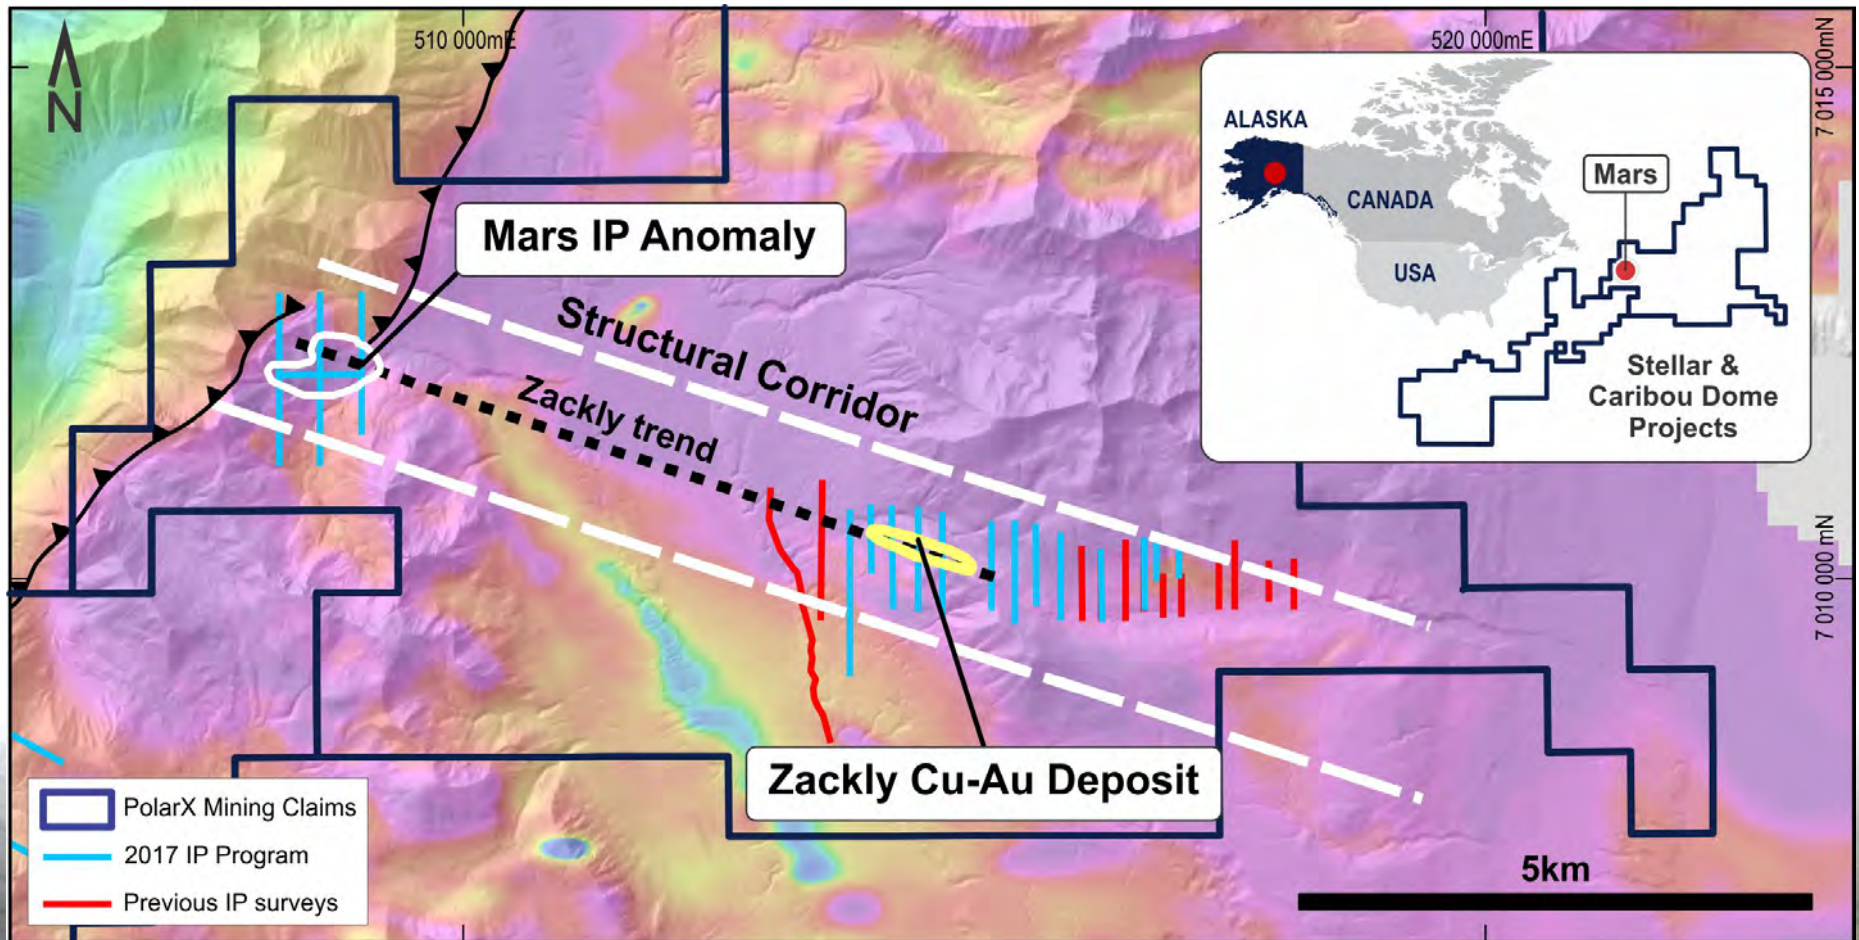 N
510 000mE
520 000mE
7 015 000mN
ALASKA
CANADA
USA
Mars
Stellar &
Caribou Dome
Projects
Mars IP Anomaly
Structural Corridor
Zackly trend
7 010 000 mN
Zackly Cu-Au Deposit
PolarX Mining Claims
2017 IP Program
Previous IP surveys
5km